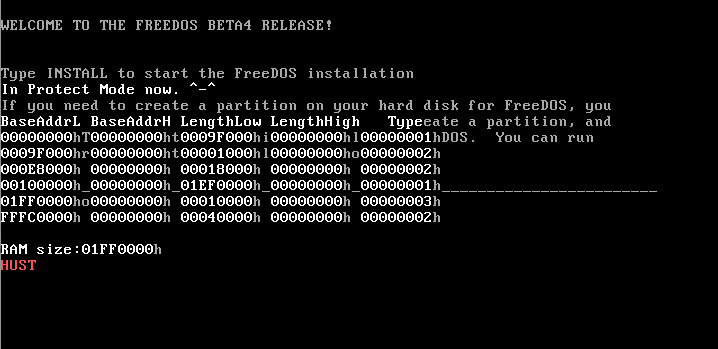 WELCOME TO THE FREEDOS BETA4 RELEASE!
Type INSTALL to start the FreeDOS installation
In Protect Mode now. ^-^
If you need to create a partition on your hard disk for FreeDOS, you
BaseAddrL BaseAddrH LengthLow LengthHigh   Typeeate a partition, and
00000000hT00000000ht0009F000hi00000000hl00000001hDOS.  You can run
0009F000hr00000000ht00001000hl00000000ho00000002h
000E8000h 00000000h 00018000h 00000000h 00000002h
00100000h_00000000h_01EF0000h_00000000h_00000001h________________________
01FF0000ho00000000h 00010000h 00000000h 00000003h
FFFC0000h 00000000h 00040000h 00000000h 00000002h
RAM size:01FF0000h
HUST